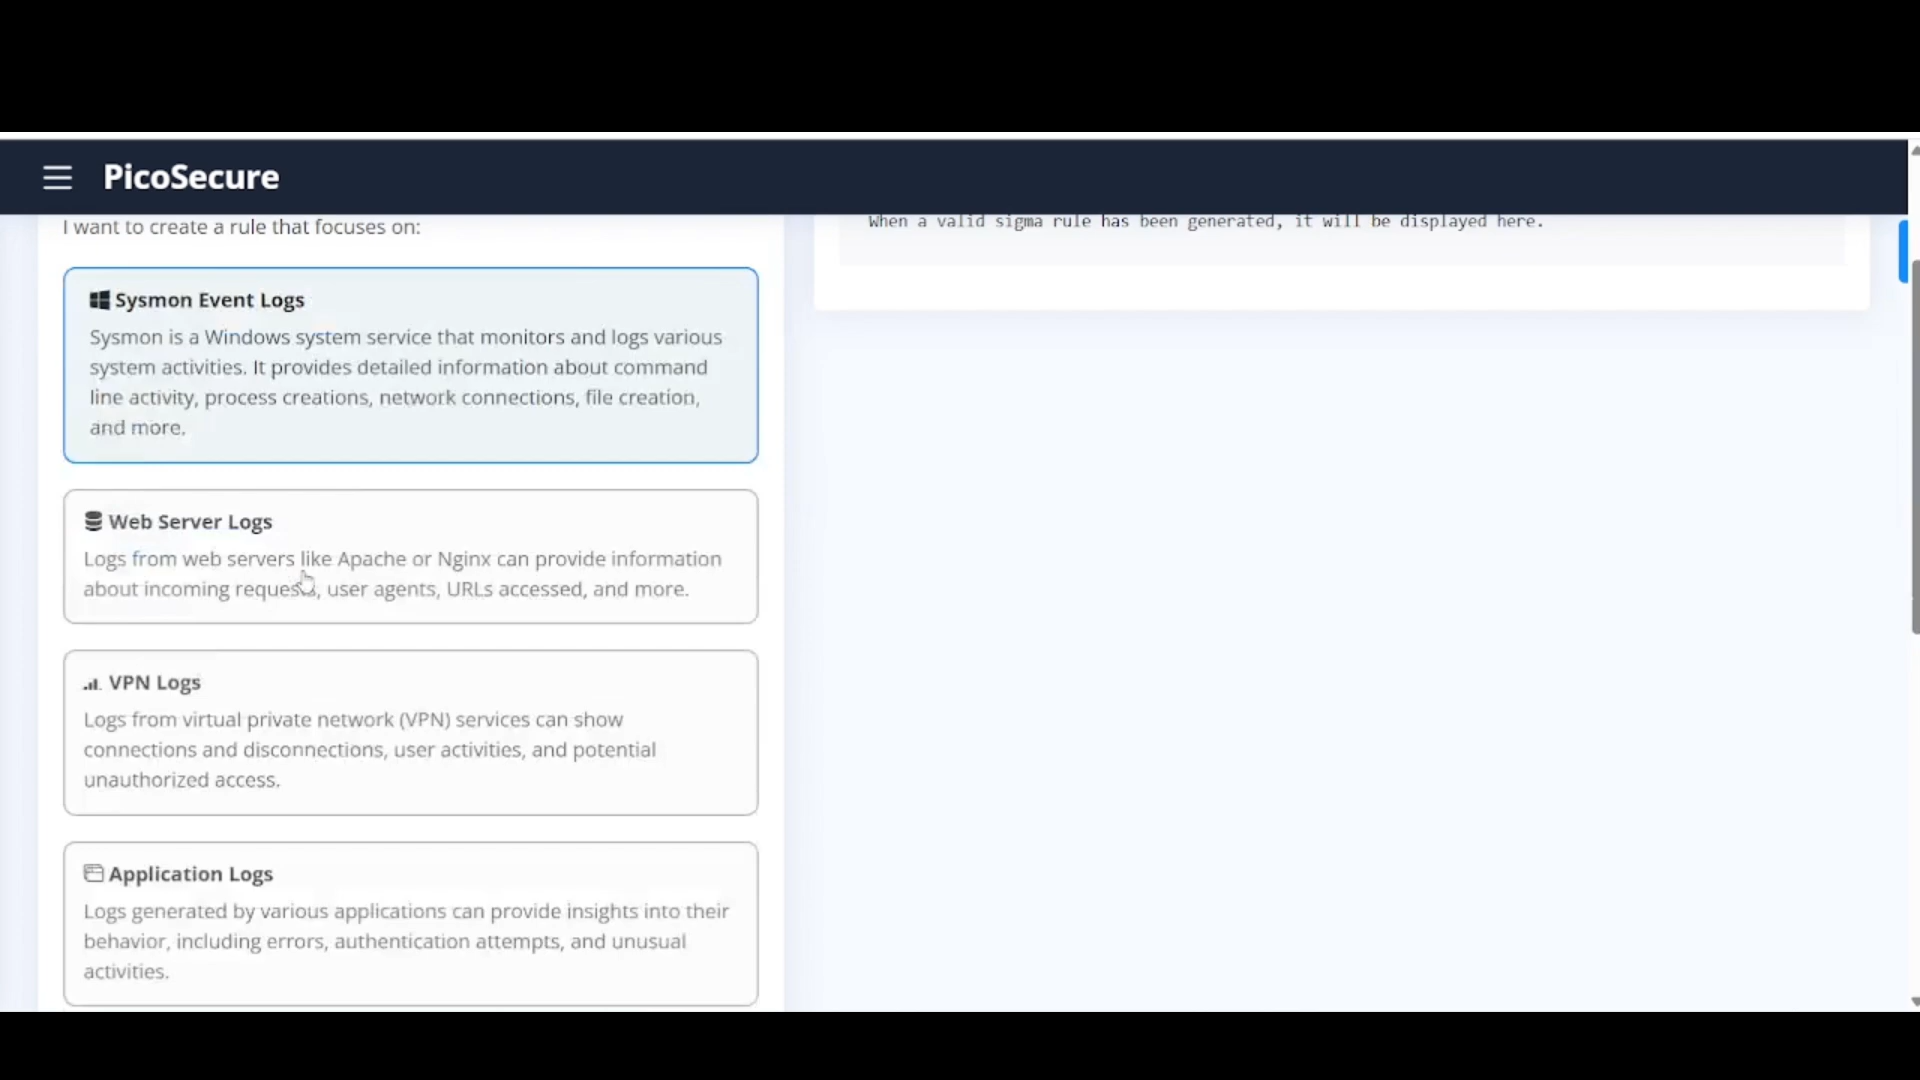 PicoSecure
I want to create a rule that focuses on:
Sysmon Event Logs
Sysmon is a Windows system service that monitors and logs various
system activities. It provides detailed information about command
line activity, process creations, network connections, file creation,
and more.
Web Server Logs
Logs from web servers like Apache or Nginx can provide information
about incoming requests, user agents, URLs accessed, and more.
VPN Logs
Logs from virtual private network (VPN) services can show
connections and disconnections, user activities, and potential
unauthorized access.
Application Logs
Logs generated by various applications can provide insights into their
behavior, including errors, authentication attempts, and unusual
activities.
When a valid sigma rule has been generated, it will be displayed here.